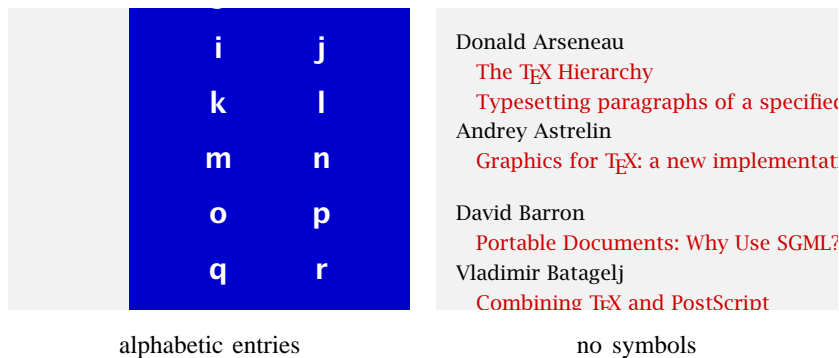 i j
k l
m n
o p
q r
alphabetic entries
Donald Arseneau
The TEX Hierarchy
Typesetting paragraphs of a specified
Andrey Astrelin
Graphics for TEX: a new implementat
David Barron
Portable Documents: Why Use SGML?
Vladimir Batagelj
Combining TEX and PostScript
no symbols